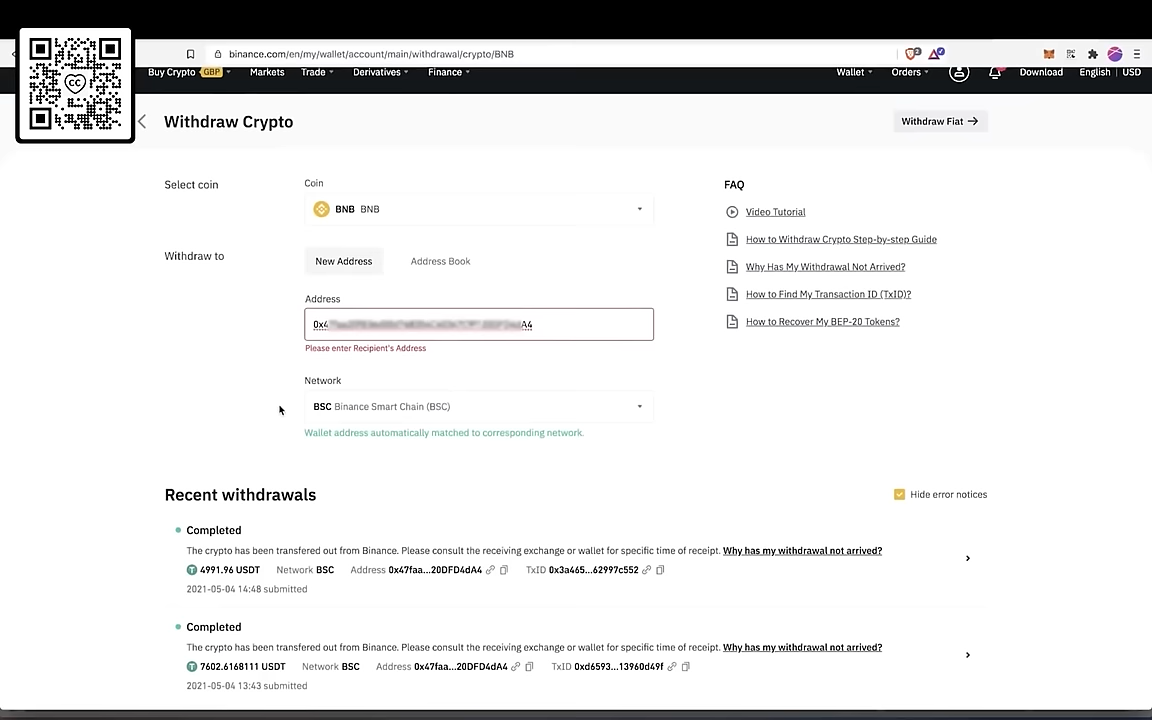 binance.com/en/my/wallet/account/main/withdrawal/crypto/BNB
Buy Crypto GBP Markets Trade Derivatives Finance Wallet Orders Download English | USD
CC
Withdraw Crypto
Withdraw Fiat →
Select coin
Coin
BNB BNB
Withdraw to
New Address Address Book
Address
0x4 A4
Please enter Recipient's Address
Network
BSC Binance Smart Chain (BSC)
Wallet address automatically matched to corresponding network.
FAQ
Video Tutorial
How to Withdraw Crypto Step-by-step Guide
Why Has My Withdrawal Not Arrived?
How to Find My Transaction ID (TxID)?
How to Recover My BEP-20 Tokens?
Recent withdrawals
Hide error notices
Completed
The crypto has been transfered out from Binance. Please consult the receiving exchange or wallet for specific time of receipt. Why has my withdrawal not arrived?
4991.96 USDT Network BSC Address 0x47faa...20DFD4dA4 TxID 0x3a465...62997c552
2021-05-04 14:48 submitted
Completed
The crypto has been transfered out from Binance. Please consult the receiving exchange or wallet for specific time of receipt. Why has my withdrawal not arrived?
7602.6168111 USDT Network BSC Address 0x47faa...20DFD4dA4 TxID 0xd6593...13960d49f
2021-05-04 13:43 submitted